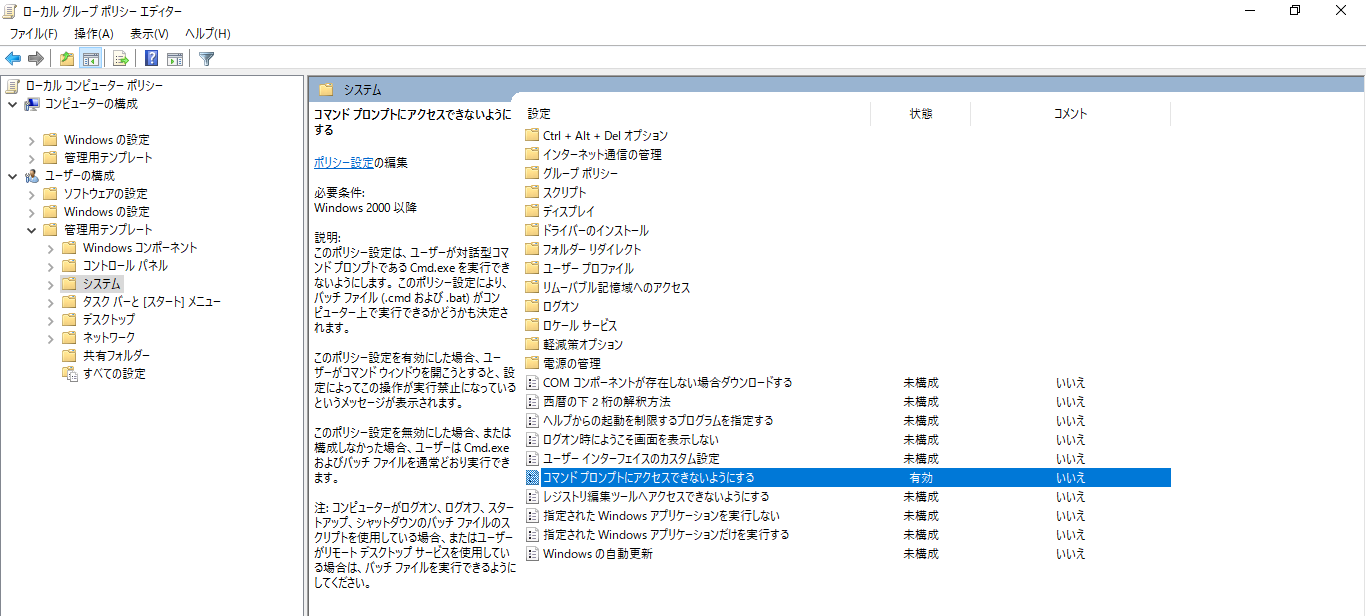 ローカル グループ ポリシー エディター
ファイル(F) 操作(A) 表示(V) ヘルプ(H)
ローカル コンピューター ポリシー
コンピューターの構成
Windows の設定
管理用テンプレート
ユーザーの構成
ソフトウェアの設定
Windows の設定
管理用テンプレート
Windows コンポーネント
コントロール パネル
システム
タスク バーと [スタート] メニュー
デスクトップ
ネットワーク
共有フォルダー
すべての設定
システム
コマンド プロンプトにアクセスできないように
する
ポリシー設定の編集
必要条件:
Windows 2000 以降
説明:
このポリシー設定は、ユーザーが対話型コマ
ンド プロンプトである Cmd.exe を実行でき
ないようにします。このポリシー設定により、
バッチ ファイル (.cmd および .bat) がコン
ピューター上で実行できるかどうかも決定さ
れます。
このポリシー設定を有効にした場合、ユー
ザーがコマンド ウィンドウを開こうとすると、設
定によってこの操作が実行禁止になっている
というメッセージが表示されます。
このポリシー設定を無効にした場合、または
構成しなかった場合、ユーザーは Cmd.exe
およびバッチ ファイルを通常どおり実行できま
す。
注: コンピューターがログオン、ログオフ、スター
トアップ、シャットダウンのバッチ ファイルのス
クリプトを使用している場合、またはユーザー
がリモート デスクトップ サービスを使用してい
る場合は、バッチ ファイルを実行できるように
してください。
設定 状態 コメント
Ctrl + Alt + Del オプション
インターネット通信の管理
グループ ポリシー
スクリプト
ディスプレイ
ドライバーのインストール
フォルダー リダイレクト
ユーザー プロファイル
リムーバブル記憶域へのアクセス
ログオン
ロケール サービス
軽減策オプション
電源の管理
COM コンポーネントが存在しない場合ダウンロードする 未構成 いいえ
西暦の下 2 桁の解釈方法 未構成 いいえ
ヘルプからの起動を制限するプログラムを指定する 未構成 いいえ
ログオン時にようこそ画面を表示しない 未構成 いいえ
ユーザー インターフェイスのカスタム設定 未構成 いいえ
コマンド プロンプトにアクセスできないようにする 有効 いいえ
レジストリ編集ツールへアクセスできないようにする 未構成 いいえ
指定された Windows アプリケーションを実行しない 未構成 いいえ
指定された Windows アプリケーションだけを実行する 未構成 いいえ
Windows の自動更新 未構成 いいえ